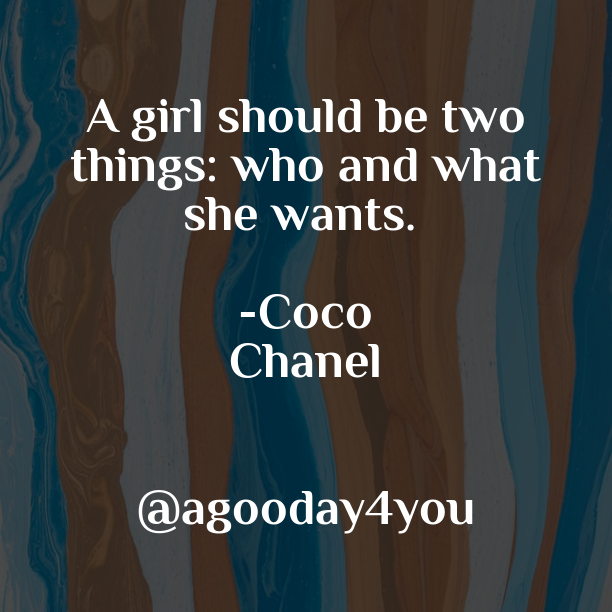 A girl should be two
things: who and what
she wants.
-Coco
Chanel
@agooday4you